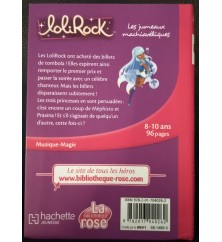 LoliRock
Les jumeaux
machiavéliques
Les LoliRock ont acheté des billets
de tombola ! Elles espèrent ainsi
remporter le premier prix et
passer la soirée avec un célèbre
chanteur. Mais les billets
disparaissent subitement !
Les trois princesses en sont persuadées :
c'est encore un coup de Méphisto et
Praxina ! Et s'il s'agissait de quelqu'un
d'autre, cette fois-ci ?
8-10 ans
96 pages
Musique-Magie
Le site de tous les héros
www.bibliotheque-rose.com
hachette
JEUNESSE
La
BIBLIOTHÈQUE
rose